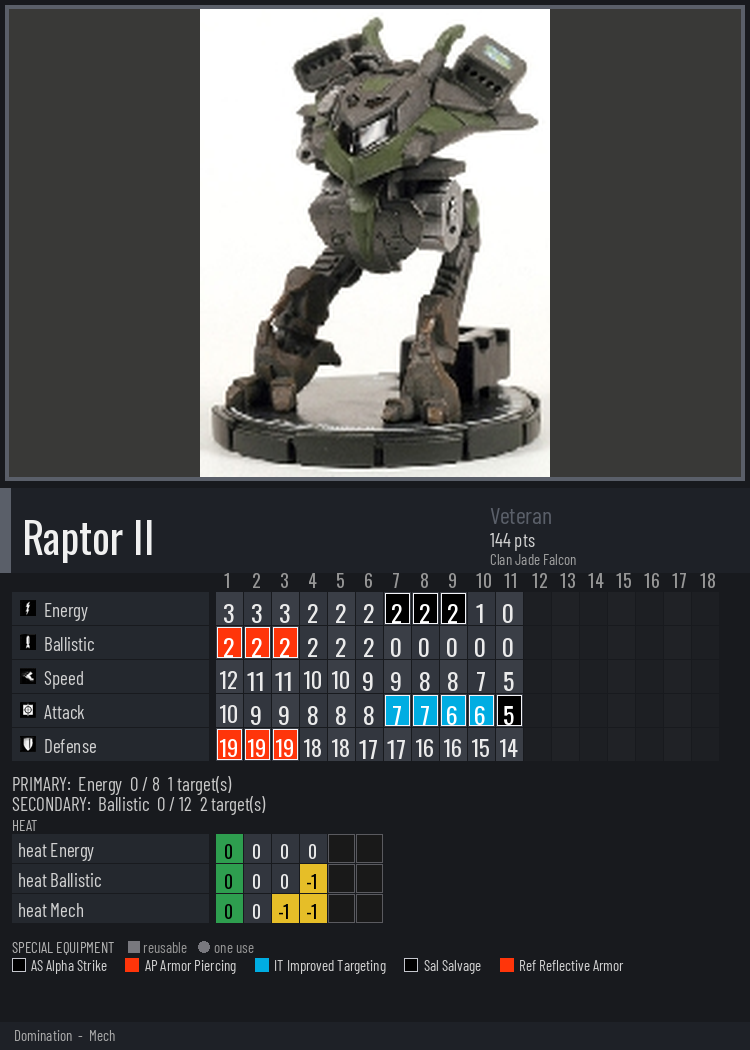 Raptor II
Veteran
144 pts
Clan Jade Falcon
1 2 3 4 5 6 7 8 9 10 11 12 13 14 15 16 17 18
Energy 3 3 3 2 2 2 2 2 2 1 0
Ballistic 2 2 2 2 2 2 0 0 0 0 0
Speed 12 11 11 10 10 9 9 8 8 7 5
Attack 10 9 9 8 8 8 7 7 6 6 5
Defense 19 19 19 18 18 17 17 16 16 15 14
PRIMARY: Energy 0 / 8 1 target(s)
SECONDARY: Ballistic 0 / 12 2 target(s)
HEAT
heat Energy 0 0 0 0
heat Ballistic 0 0 0 -1
heat Mech 0 0 -1 -1
SPECIAL EQUIPMENT reusable one use
AS Alpha Strike AP Armor Piercing IT Improved Targeting Sal Salvage Ref Reflective Armor
Domination - Mech